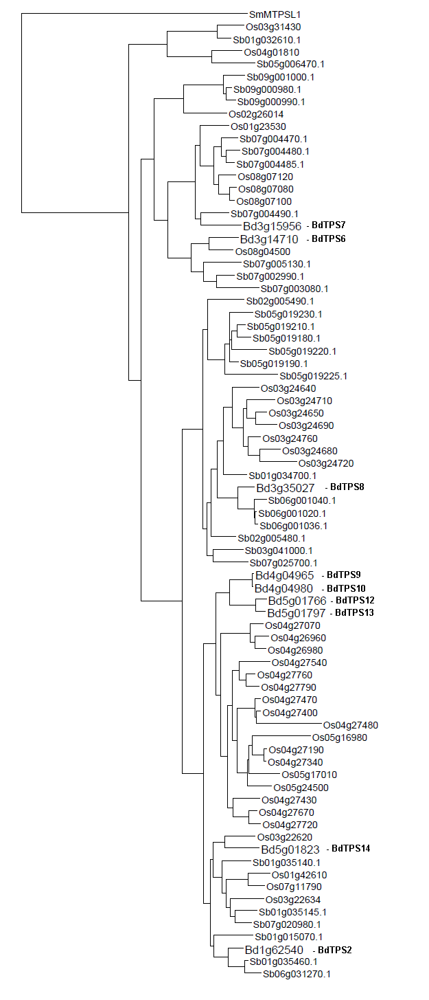 SmMTPSL1
Os03g31430
Sb01g032610.1
Os04g01810
Sb05g006470.1
Sb09g001000.1
Sb09g000980.1
Sb09g000990.1
Os02g26014
Os01g23530
Sb07g004470.1
Sb07g004480.1
Sb07g004485.1
Os08g07120
Os08g07080
Os08g07100
Sb07g004490.1
Bd3g15956 - BdTPS7
Bd3g14710 - BdTPS6
Os08g04500
Sb07g005130.1
Sb07g002990.1
Sb07g003080.1
Sb02g005490.1
Sb05g019230.1
Sb05g019210.1
Sb05g019180.1
Sb05g019220.1
Sb05g019190.1
Sb05g019225.1
Os03g24640
Os03g24710
Os03g24650
Os03g24690
Os03g24760
Os03g24680
Os03g24720
Sb01g034700.1
Bd3g35027 - BdTPS8
Sb06g001040.1
Sb06g001020.1
Sb06g001036.1
Sb02g005480.1
Sb03g041000.1
Sb07g025700.1
Bd4g04965 - BdTPS9
Bd4g04980 - BdTPS10
Bd5g01766 - BdTPS12
Bd5g01797 - BdTPS13
Os04g27070
Os04g26960
Os04g26980
Os04g27540
Os04g27760
Os04g27790
Os04g27470
Os04g27400
Os04g27480
Os05g16980
Os04g27190
Os04g27340
Os05g17010
Os05g24500
Os04g27430
Os04g27670
Os04g27720
Os03g22620
Bd5g01823 - BdTPS14
Sb01g035140.1
Os01g42610
Os07g11790
Os03g22634
Sb01g035145.1
Sb07g020980.1
Sb01g015070.1
Bd1g62540 - BdTPS2
Sb01g035460.1
Sb06g031270.1